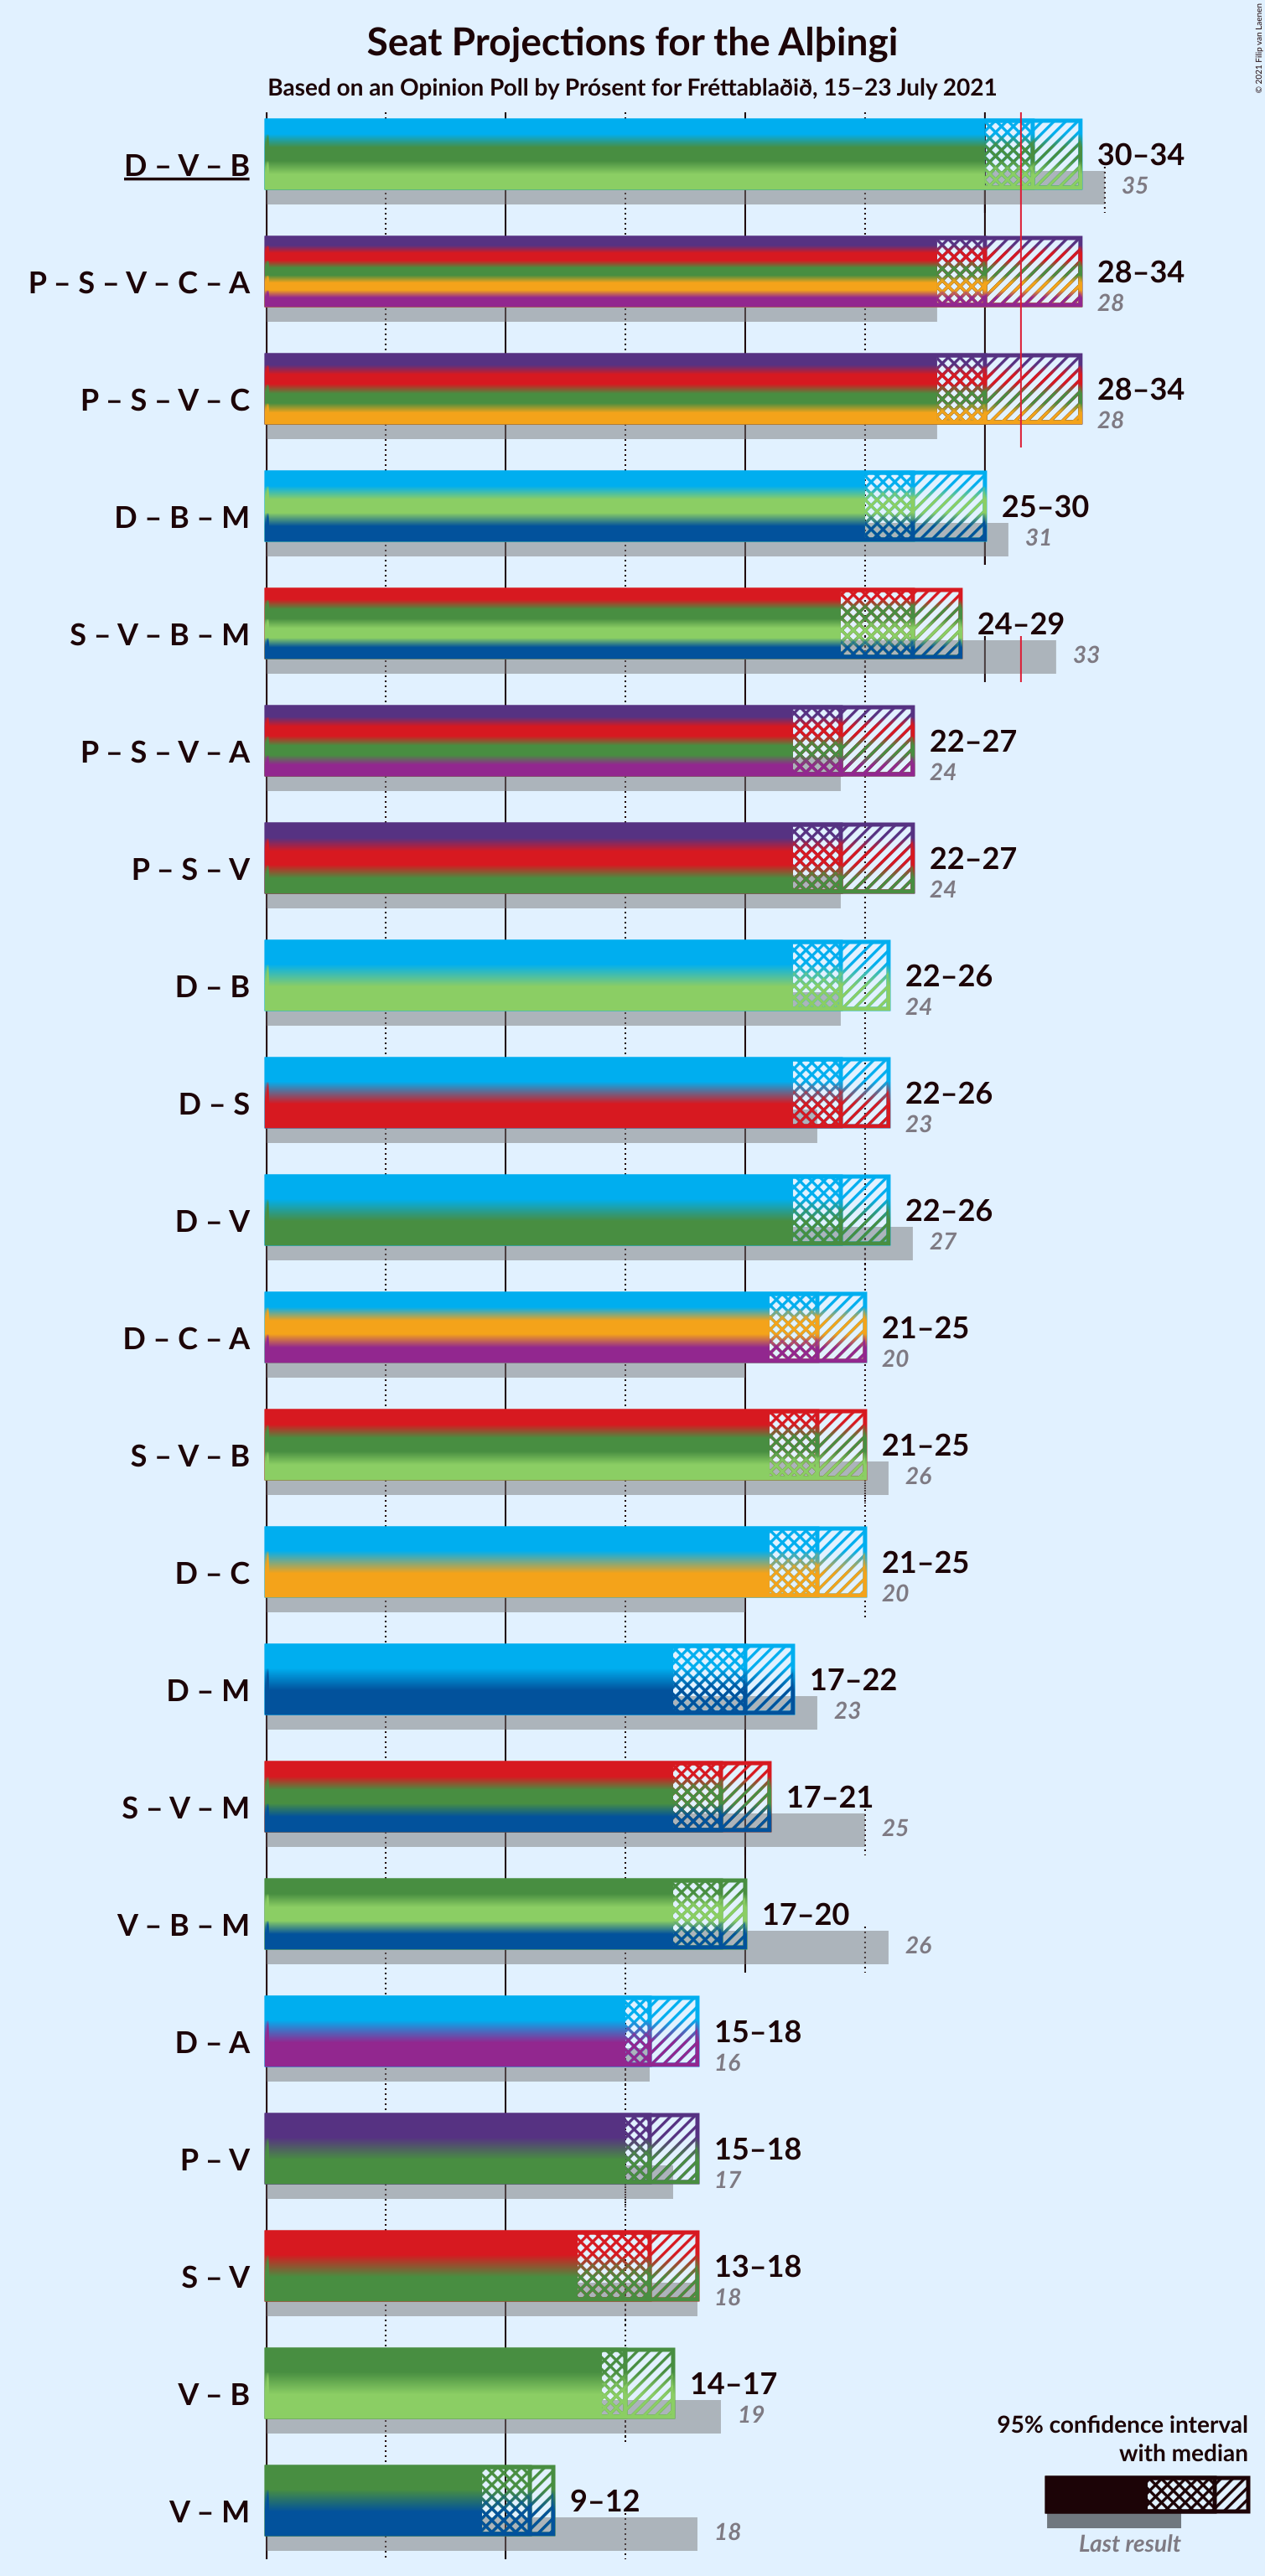 Seat Projections for the Alþingi
Based on an Opinion Poll by Prósent for Fréttablaðið, 15–23 July 2021
© 2021 Filip van Laenen
D – V – B
30–34
35
P – S – V – C – A
28–34
28
P – S – V – C
28–34
28
D – B – M
25–30
31
S – V – B – M
24–29
33
P – S – V – A
22–27
24
P – S – V
22–27
24
D – B
22–26
24
D – S
22–26
23
D – V
22–26
27
D – C – A
21–25
20
S – V – B
21–25
26
D – C
21–25
20
D – M
17–22
23
S – V – M
17–21
25
V – B – M
17–20
26
D – A
15–18
16
P – V
15–18
17
S – V
13–18
18
V – B
14–17
19
V – M
9–12
18
95% confidence interval
with median
Last result